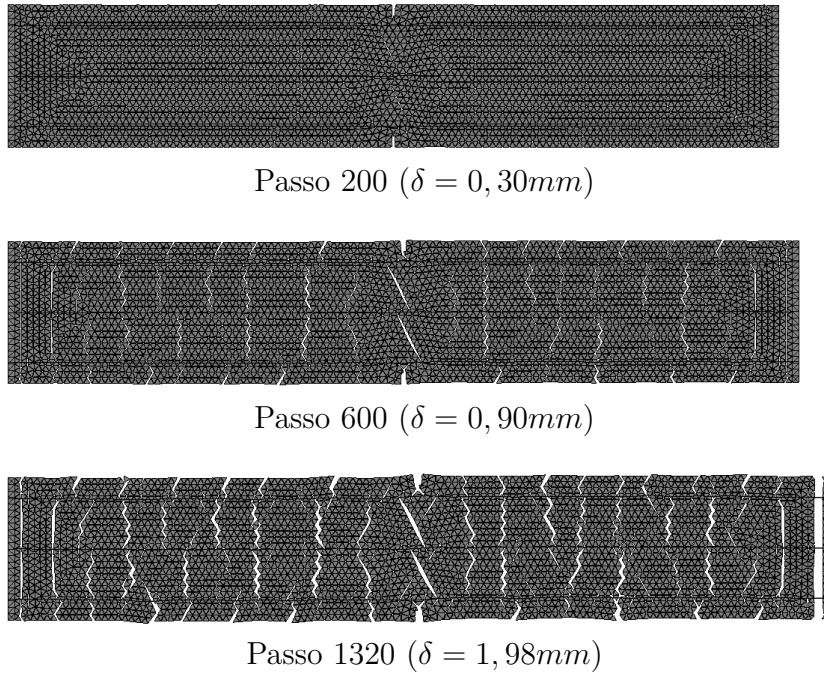 Passo 200 (δ = 0, 30mm)
Passo 600 (δ = 0, 90mm)
Passo 1320 (δ = 1, 98mm)